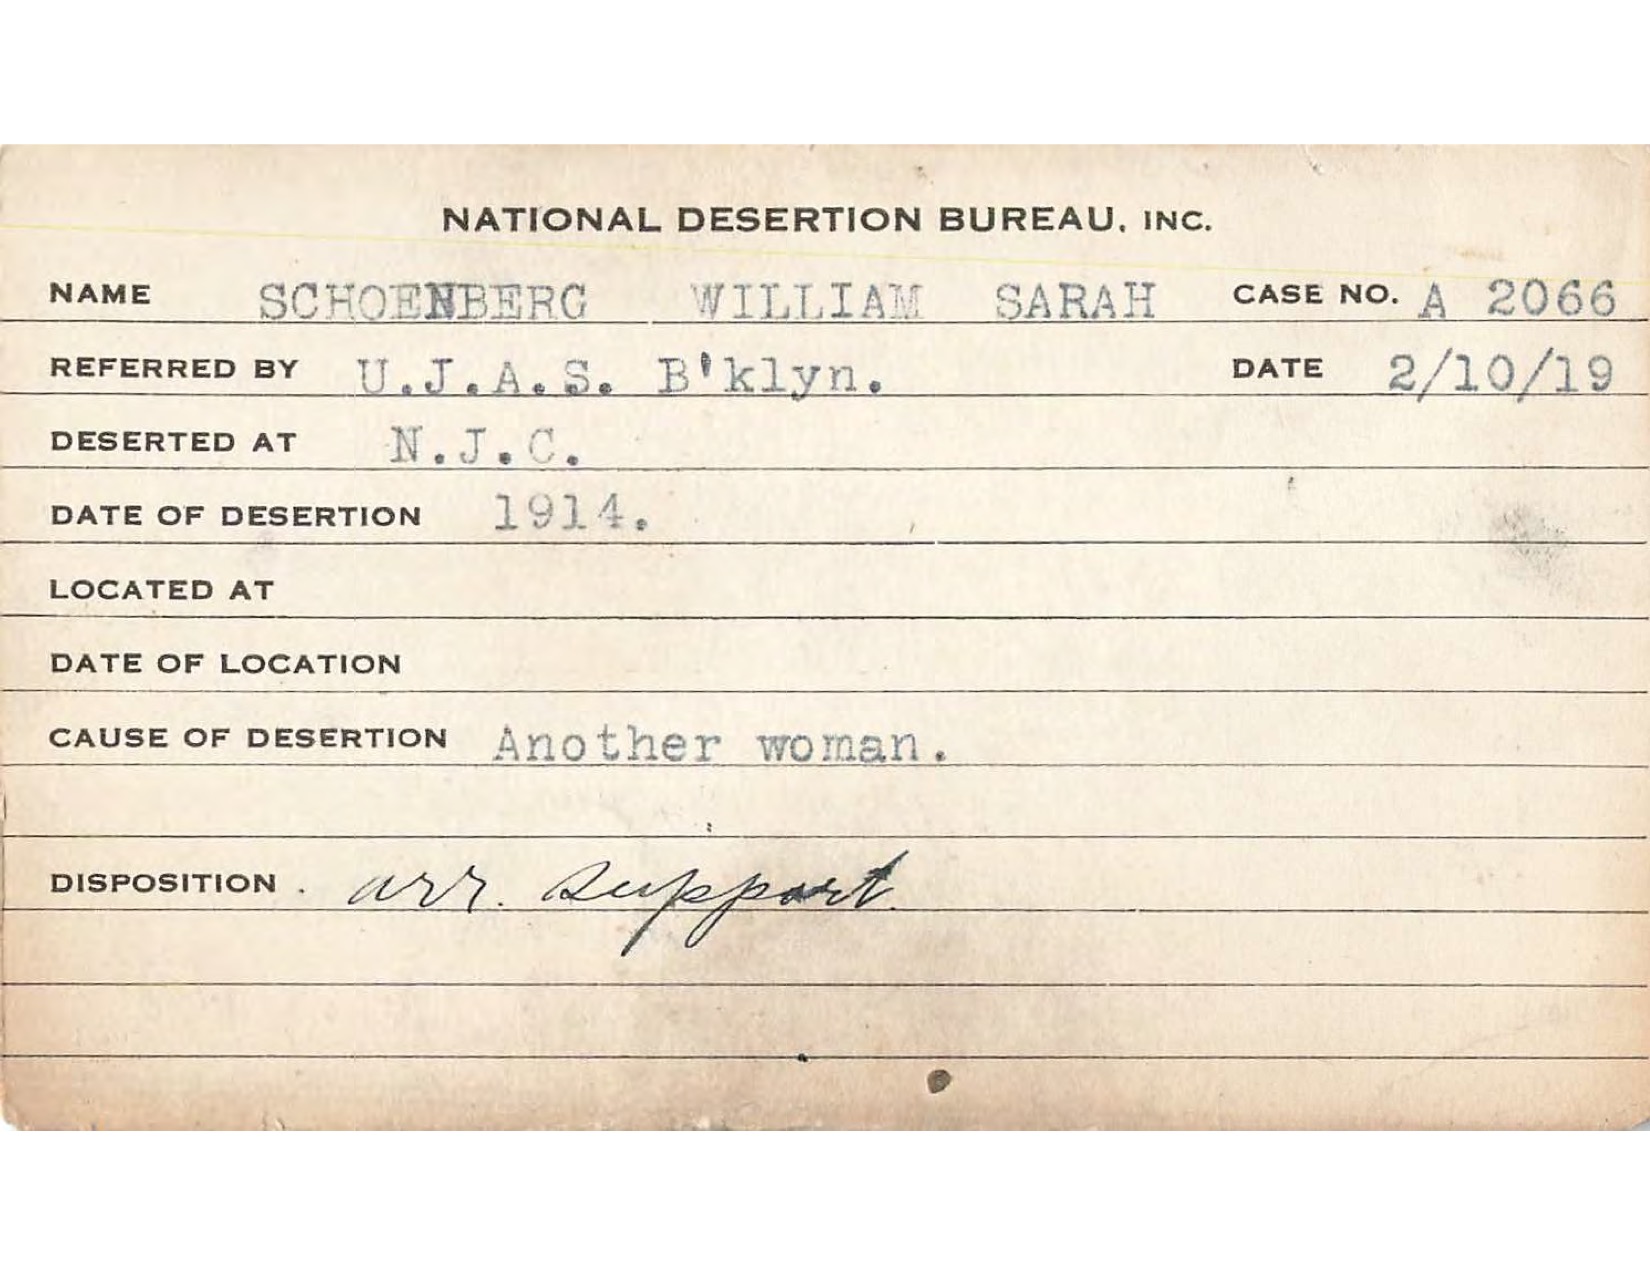 NATIONAL DESERTION BUREAU, INC.
NAME SCHOENBERG WILLIAM SARAH CASE NO. A 2066
REFERRED BY U.J.A.S. B'klyn. DATE 2/10/19
DESERTED AT N.J.C.
DATE OF DESERTION 1914.
LOCATED AT
DATE OF LOCATION
CAUSE OF DESERTION Another woman.
DISPOSITION . arr. support.